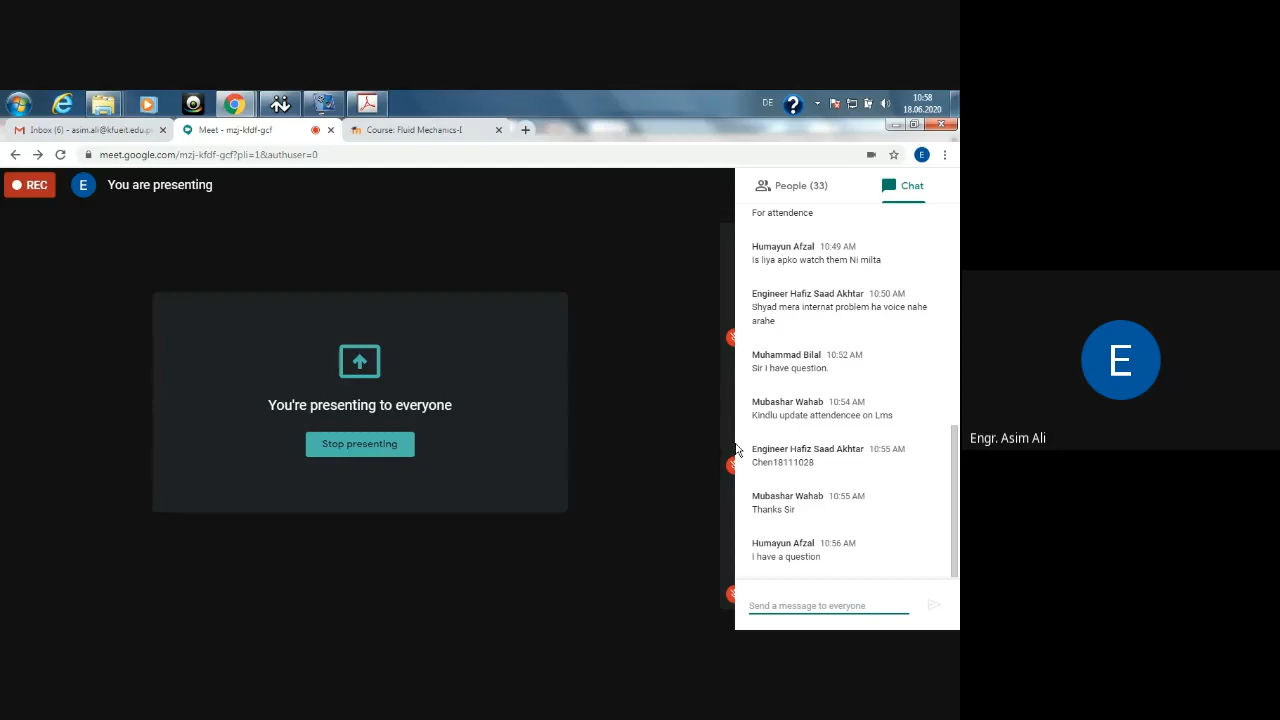 DE
10:58
18.06.2020
Inbox (6) - asim.ali@kfueit.edu.p
Meet - mzj-kfdf-gcf
Course: Fluid Mechanics-I
meet.google.com/mzj-kfdf-gcf?pli=1&authuser=0
E
REC
E
You are presenting
People (33)
Chat
For attendence
Humayun Afzal 10:49 AM
Is liya apko watch them Ni milta
Engineer Hafiz Saad Akhtar 10:50 AM
Shyad mera internat problem ha voice nahe
arahe
Muhammad Bilal 10:52 AM
Sir I have question.
Mubashar Wahab 10:54 AM
Kindlu update attendencee on Lms
Engineer Hafiz Saad Akhtar 10:55 AM
Chen18111028
Mubashar Wahab 10:55 AM
Thanks Sir
Humayun Afzal 10:56 AM
I have a question
Send a message to everyone
You're presenting to everyone
Stop presenting
E
Engr. Asim Ali